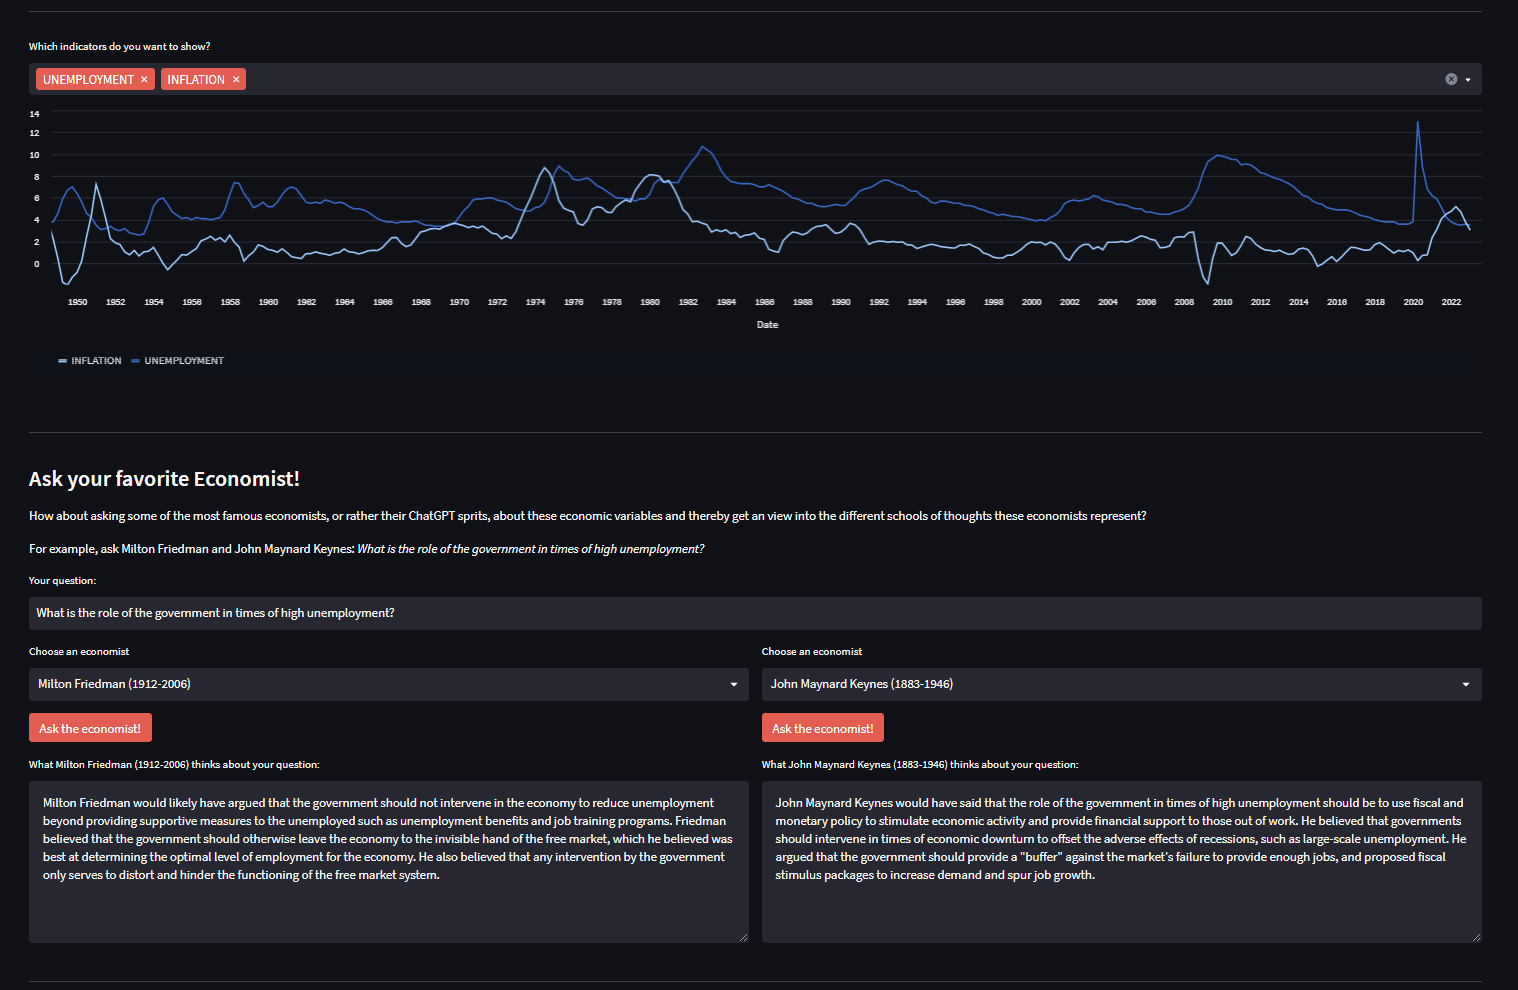 Which indicators do you want to show?
UNEMPLOYMENT × INFLATION ×
14
12
10
8
6
4
2
0
1950 1952 1954 1956 1958 1960 1962 1964 1966 1968 1970 1972 1974 1976 1978 1980 1982 1984 1986 1988 1990 1992 1994 1996 1998 2000 2002 2004 2006 2008 2010 2012 2014 2016 2018 2020 2022
Date
INFLATION UNEMPLOYMENT
Ask your favorite Economist!
How about asking some of the most famous economists, or rather their ChatGPT sprits, about these economic variables and thereby get an view into the different schools of thoughts these economists represent?
For example, ask Milton Friedman and John Maynard Keynes: What is the role of the government in times of high unemployment?
Your question:
What is the role of the government in times of high unemployment?
Choose an economist
Milton Friedman (1912-2006)
Ask the economist!
What Milton Friedman (1912-2006) thinks about your question:
Milton Friedman would likely have argued that the government should not intervene in the economy to reduce unemployment
beyond providing supportive measures to the unemployed such as unemployment benefits and job training programs. Friedman
believed that the government should otherwise leave the economy to the invisible hand of the free market, which he believed was
best at determining the optimal level of employment for the economy. He also believed that any intervention by the government
only serves to distort and hinder the functioning of the free market system.
Choose an economist
John Maynard Keynes (1883-1946)
Ask the economist!
What John Maynard Keynes (1883-1946) thinks about your question:
John Maynard Keynes would have said that the role of the government in times of high unemployment should be to use fiscal and
monetary policy to stimulate economic activity and provide financial support to those out of work. He believed that governments
should intervene in times of economic downturn to offset the adverse effects of recessions, such as large-scale unemployment. He
argued that the government should provide a "buffer" against the market's failure to provide enough jobs, and proposed fiscal
stimulus packages to increase demand and spur job growth.